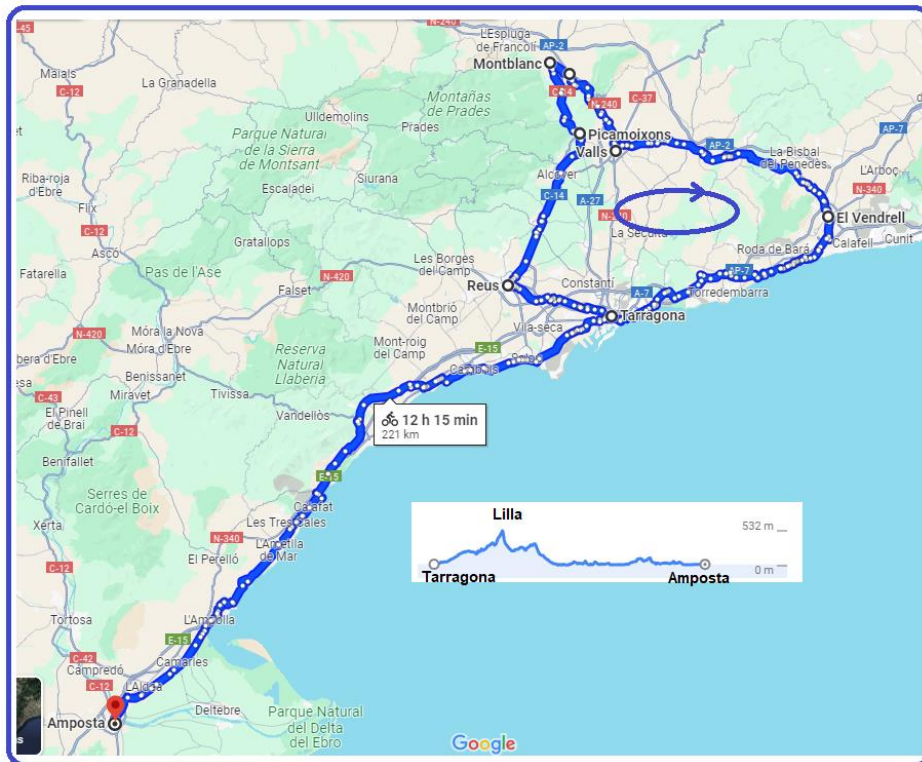 N-240
C-45
L'Espluga
de Francolí
AP-2
Maials
C-12
La Granadella
Montblanc
C-14
N-240
C-37
AP-7
Ulldemolins
Montañas
de Prades
Prades
Picamoixons
Valls
AP-2
La Bisbal
del Penedès
L'Arboç
N-340
Parque Natural
de la Sierra
de Montsant
Riba-roja
d'Ebre
Siurana
Escaladei
Alcover
C-14
A-27
N-240
La Secuita
El Vendrell
Calafell
Cunit
Flix
C-12
Ascó
Gratallops
Roda de Bará
Fatarella
Pas de l'Ase
N-420
Les Borges
del Camp
Reus
Constantí
AP-7
A-7
Torredembarra
Falset
Montbrió
del Camp
Vila-seca
Tarragona
N-420
Móra la Nova
Móra d'Ebre
Mont-roig
del Camp
E-15
Salou
Cambrils
bera d'Ebre
Benissanet
Miravet
Reserva
Natural
Llaberia
C-43
Tivissa
Vandellòs
El Pinell
de Brai
C-12
12 h 15 min
221 km
Benifallet
E-15
Serres de
Cardó-el Boix
Calafat
Lilla
532 m
0 m
Tarragona
Amposta
Xerta
Les Tres Cales
N-340
L'Ametlla
de Mar
C-12
El Perelló
Tortosa
L'Ampolla
E-15
C-42
Campredó
Camarles
C-12
L'Aldea
Amposta
Deltebre
Parque Natural
del Delta
del Ebro
Google